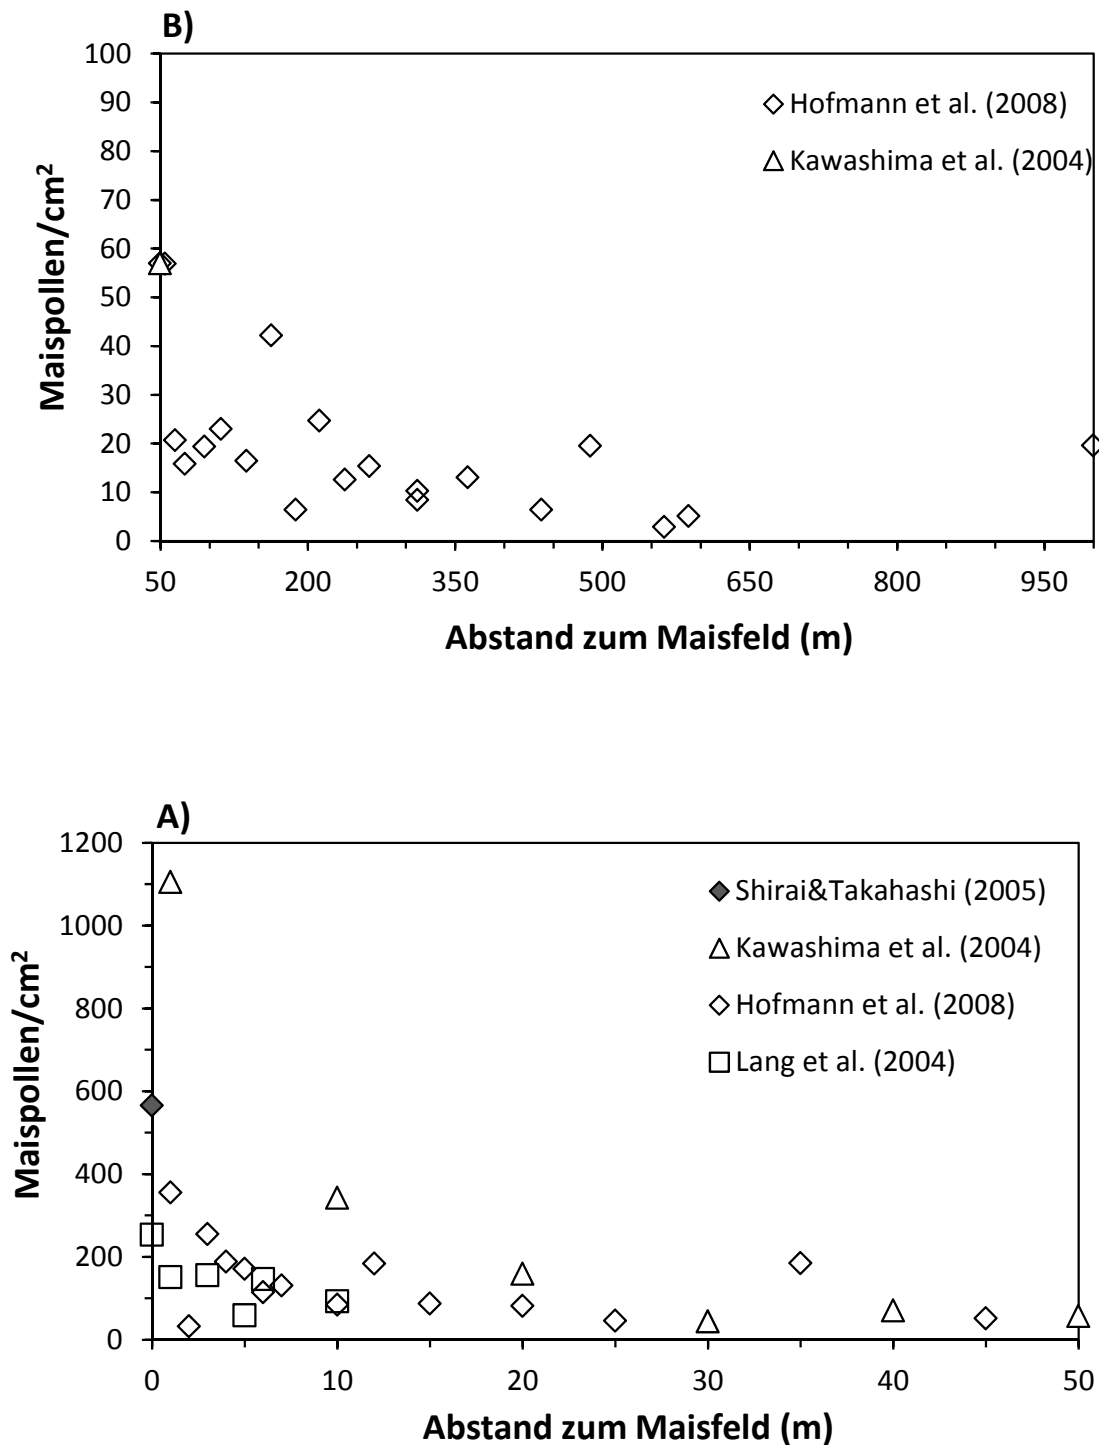 B)
100
90
80
70
60
50
40
30
20
10
0
Maispollen/cm²
Hofmann et al. (2008)
Kawashima et al. (2004)
50 200 350 500 650 800 950
Abstand zum Maisfeld (m)
A)
1200
1000
800
600
400
200
0
Maispollen/cm²
Shirai&Takahashi (2005)
Kawashima et al. (2004)
Hofmann et al. (2008)
Lang et al. (2004)
0 10 20 30 40 50
Abstand zum Maisfeld (m)